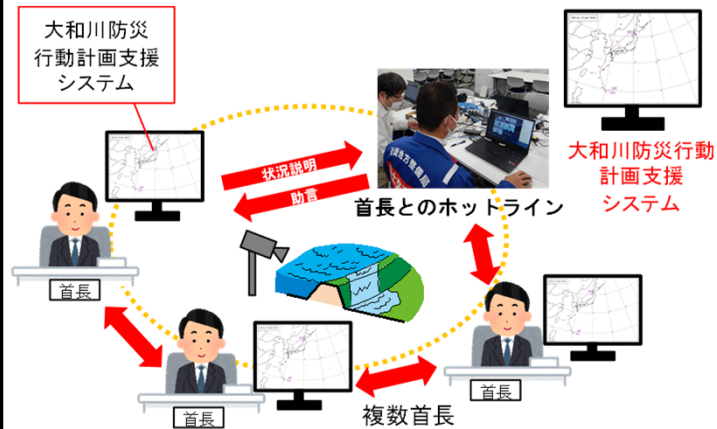 大和川防災
行動計画支援
システム
状況説明
助言
首長とのホットライン
大和川防災行動
計画支援
システム
首長
首長
首長
複数首長